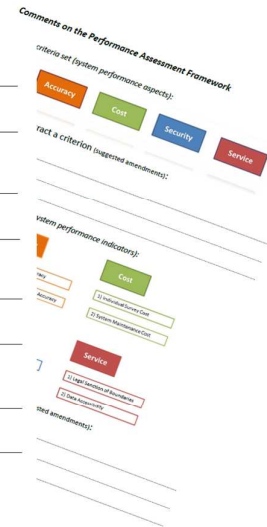 Comments on the Performance Assessment Framework
criteria set (system performance aspects):
Accuracy
Cost
Security
Service
ract a criterion (suggested amendments):
ystem performance indicators):
Cost
racy
Accuracy
1) Individual Survey Cost
2) System Maintenance Cost
Service
1) Legal Sanction of Boundaries
2) Data Accessibility
sted amendments):